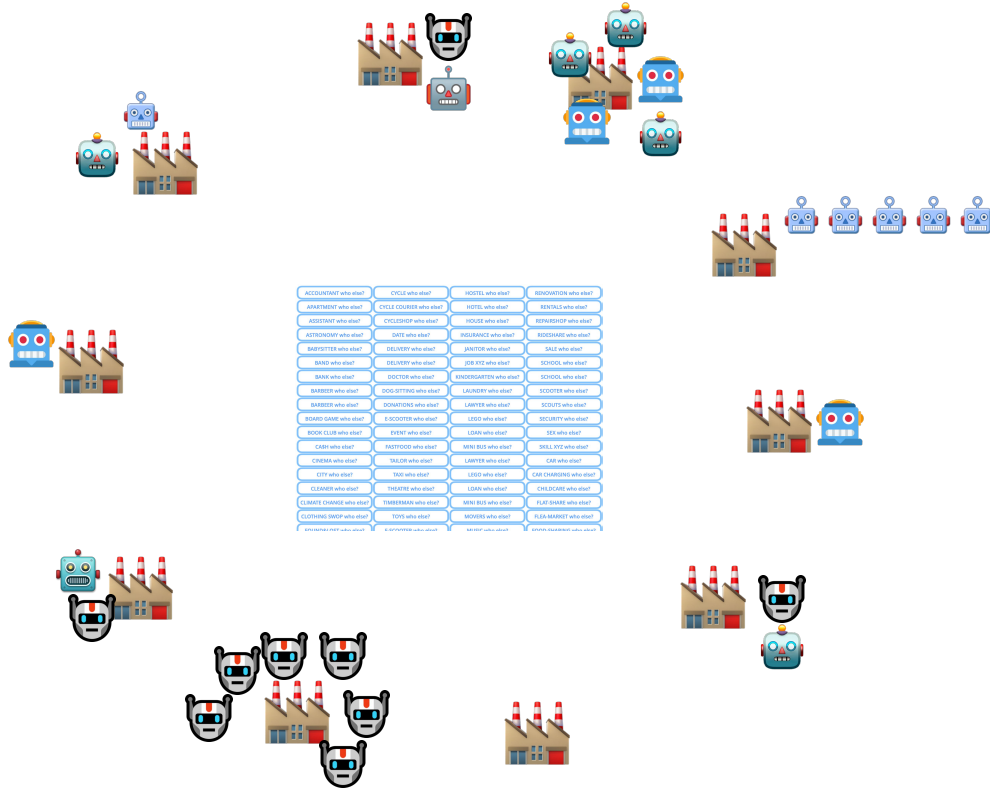 ACCOUNTANT who else? CYCLE who else? HOSTEL who else? RENOVATION who else?
APARTMENT who else? CYCLE COURIER who else? HOTEL who else? RENTALS who else?
ASSISTANT who else? CYCLESHOP who else? HOUSE who else? REPAIRSHOP who else?
ASTRONOMY who else? DATE who else? INSURANCE who else? RIDESHARE who else?
BABYSITTER who else? DELIVERY who else? JANITOR who else? SALE who else?
BAND who else? DELIVERY who else? JOB XYZ who else? SCHOOL who else?
BANK who else? DOCTOR who else? KINDERGARTEN who else? SCHOOL who else?
BARBEER who else? DOG-SITTING who else? LAUNDRY who else? SCOOTER who else?
BARBEER who else? DONATIONS who else? LAWYER who else? SCOUTS who else?
BOARD GAME who else? E-SCOOTER who else? LEGO who else? SECURITY who else?
BOOK CLUB who else? EVENT who else? LOAN who else? SEX who else?
CASH who else? FASTFOOD who else? MINI BUS who else? SKILL XYZ who else?
CINEMA who else? TAILOR who else? LAWYER who else? CAR who else?
CITY who else? TAXI who else? LEGO who else? CAR CHARGING who else?
CLEANER who else? THEATRE who else? LOAN who else? CHILDCARE who else?
CLIMATE CHANGE who else? TIMBERMAN who else? MINI BUS who else? FLAT-SHARE who else?
CLOTHING SWOP who else? TOYS who else? MOVERS who else? FLEA-MARKET who else?